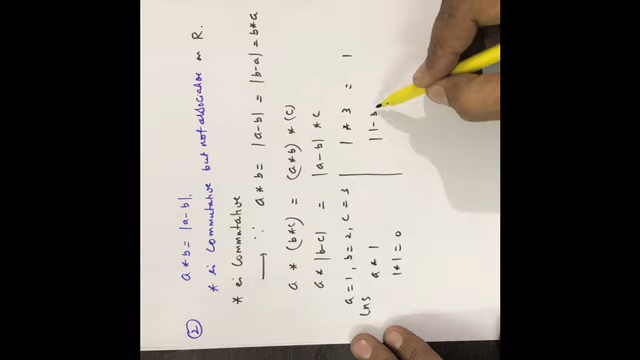 ② a * b = |a-b|.
* is commutative but not associative on R.
* is commutative
→ ∵ a * b = |a-b| = |b-a| = b * a
a * (b*c) = (a*b) * (c)
a * |b-c| = |a-b| * c
a = 1, b = 2, c = 3
LHS
a * 1
1*1 = 0
1 * 3 = 1
|1-3